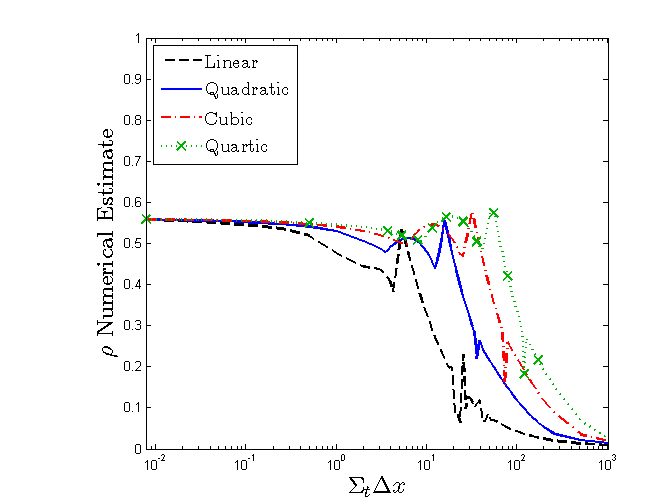 1
0.9
0.8
0.7
0.6
0.5
0.4
0.3
0.2
0.1
0
ρ Numerical Estimate
Linear
Quadratic
Cubic
Quartic
10^-2 10^-1 10^0 10^1 10^2 10^3
Σ_tΔx